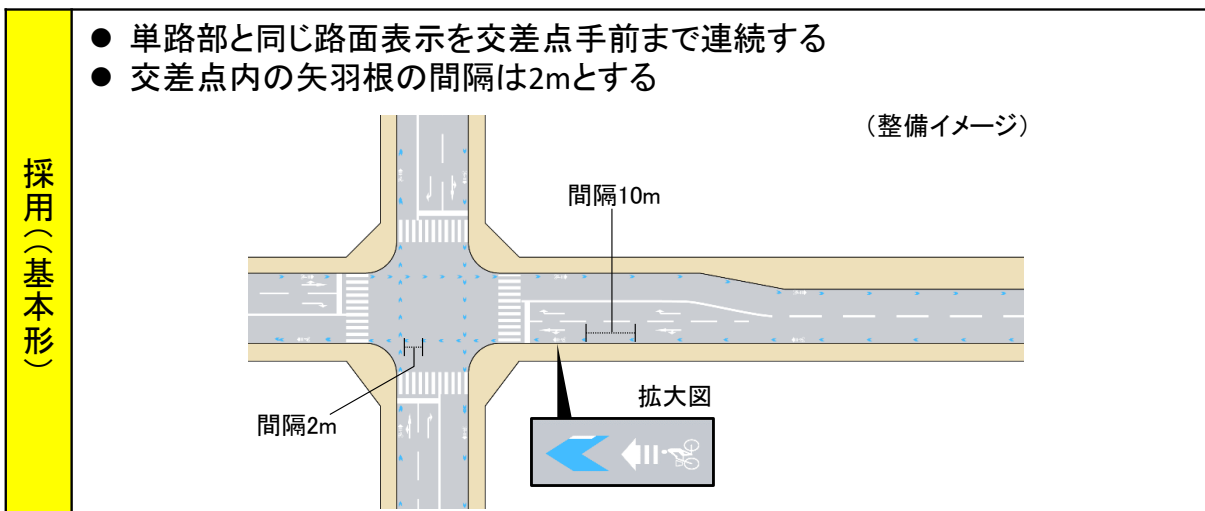 採用((基本形)
● 単路部と同じ路面表示を交差点手前まで連続する
● 交差点内の矢羽根の間隔は2mとする
(整備イメージ)
間隔10m
拡大図
間隔2m